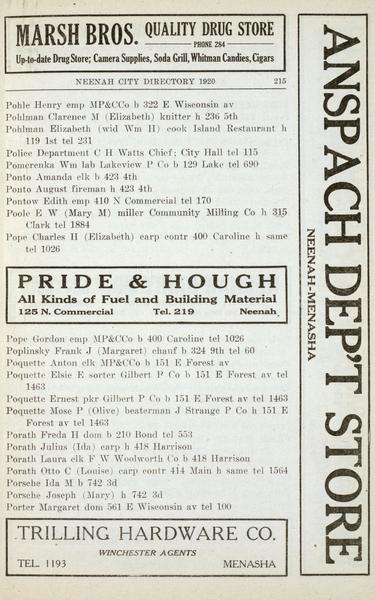 MARSH BROS. QUALITY DRUG STORE
PHONE 284
Up-to-date Drug Store; Camera Supplies, Soda Grill, Whitman Candies, Cigars
NEENAH CITY DIRECTORY 1920 215
Pohle Henry emp MP&CCo b 322 E Wisconsin av
Pohlman Clarence M (Elizabeth) knitter h 236 5th
Pohlman Elizabeth (wid Wm H) cook Island Restaurant h
119 1st tel 231
Police Department C H Watts Chief; City Hall tel 115
Pomerenka Wm lab Lakeview P Co b 129 Lake tel 690
Ponto Amanda elk b 423 4th
Ponto August fireman h 423 4th
Pontow Edith emp 410 N Commercial tel 170
Poole E W (Mary M) miller Community Milling Co h 315
Clark tel 1884
Pope Charles H (Elizabeth) carp contr 400 Caroline h same
tel 1026
PRIDE & HOUGH
All Kinds of Fuel and Building Material
125 N. Commercial Tel. 219 Neenah
Pope Gordon emp MP&CCo b 400 Caroline tel 1026
Poplinsky Frank J (Margaret) chauf b 324 9th tel 60
Poquette Anton elk MP&CCo b 151 E Forest av
Poquette Elsie E sorter Gilbert P Co b 151 E Forest av tel
1463
Poquette Ernest pkr Gilbert P Co b 151 E Forest av tel 1463
Poquette Mose P (Olive) beaterman J Strange P Co h 151 E
Forest av tel 1463
Porath Freda H dom b 210 Bond tel 553
Porath Julius (Ida) carp h 418 Harrison
Porath Laura elk F W Woolworth Co b 418 Harrison
Porath Otto C (Louise) carp contr 414 Main h same tel 1564
Porsche Ida M b 742 3d
Porsche Joseph (Mary) h 742 3d
Porter Margaret dom 561 E Wisconsin av tel 100
TRILLING HARDWARE CO.
WINCHESTER AGENTS
TEL. 1193 MENASHA
ANSPACH DEP'T STORE
NEENAH-MENASHA